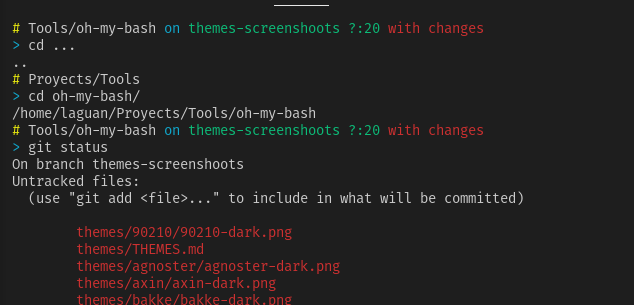 # Tools/oh-my-bash on themes-screenshoots ?:20 with changes
> cd ...
..
# Proyects/Tools
> cd oh-my-bash/
/home/laguan/Proyects/Tools/oh-my-bash
# Tools/oh-my-bash on themes-screenshoots ?:20 with changes
> git status
On branch themes-screenshoots
Untracked files:
  (use "git add <file>..." to include in what will be committed)
        themes/90210/90210-dark.png
        themes/THEMES.md
        themes/agnoster/agnoster-dark.png
        themes/axin/axin-dark.png
        themes/bakke/bakke-dark.png